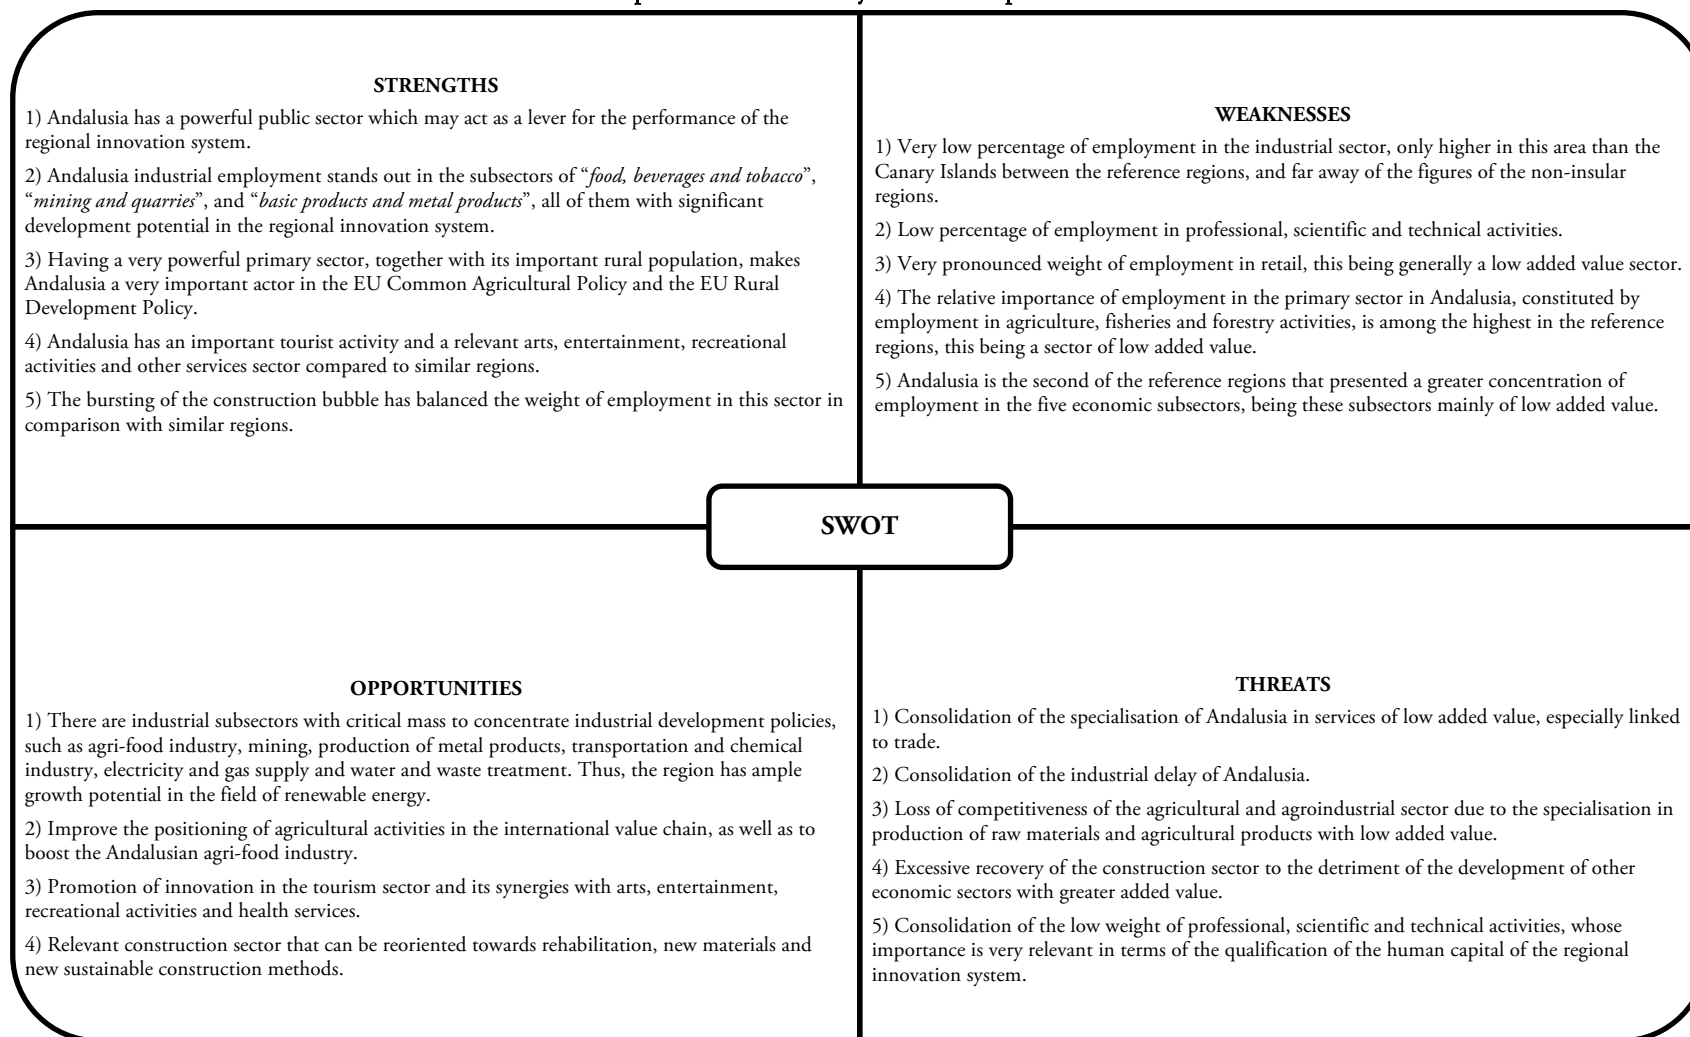 STRENGTHS
1) Andalusia has a powerful public sector which may act as a lever for the performance of the
regional innovation system.
2) Andalusia industrial employment stands out in the subsectors of “food, beverages and tobacco”,
“mining and quarries”, and “basic products and metal products”, all of them with significant
development potential in the regional innovation system.
3) Having a very powerful primary sector, together with its important rural population, makes
Andalusia a very important actor in the EU Common Agricultural Policy and the EU Rural
Development Policy.
4) Andalusia has an important tourist activity and a relevant arts, entertainment, recreational
activities and other services sector compared to similar regions.
5) The bursting of the construction bubble has balanced the weight of employment in this sector in
comparison with similar regions.
WEAKNESSES
1) Very low percentage of employment in the industrial sector, only higher in this area than the
Canary Islands between the reference regions, and far away of the figures of the non-insular
regions.
2) Low percentage of employment in professional, scientific and technical activities.
3) Very pronounced weight of employment in retail, this being generally a low added value sector.
4) The relative importance of employment in the primary sector in Andalusia, constituted by
employment in agriculture, fisheries and forestry activities, is among the highest in the reference
regions, this being a sector of low added value.
5) Andalusia is the second of the reference regions that presented a greater concentration of
employment in the five economic subsectors, being these subsectors mainly of low added value.
SWOT
OPPORTUNITIES
1) There are industrial subsectors with critical mass to concentrate industrial development policies,
such as agri-food industry, mining, production of metal products, transportation and chemical
industry, electricity and gas supply and water and waste treatment. Thus, the region has ample
growth potential in the field of renewable energy.
2) Improve the positioning of agricultural activities in the international value chain, as well as to
boost the Andalusian agri-food industry.
3) Promotion of innovation in the tourism sector and its synergies with arts, entertainment,
recreational activities and health services.
4) Relevant construction sector that can be reoriented towards rehabilitation, new materials and
new sustainable construction methods.
THREATS
1) Consolidation of the specialisation of Andalusia in services of low added value, especially linked
to trade.
2) Consolidation of the industrial delay of Andalusia.
3) Loss of competitiveness of the agricultural and agroindustrial sector due to the specialisation in
production of raw materials and agricultural products with low added value.
4) Excessive recovery of the construction sector to the detriment of the development of other
economic sectors with greater added value.
5) Consolidation of the low weight of professional, scientific and technical activities, whose
importance is very relevant in terms of the qualification of the human capital of the regional
innovation system.